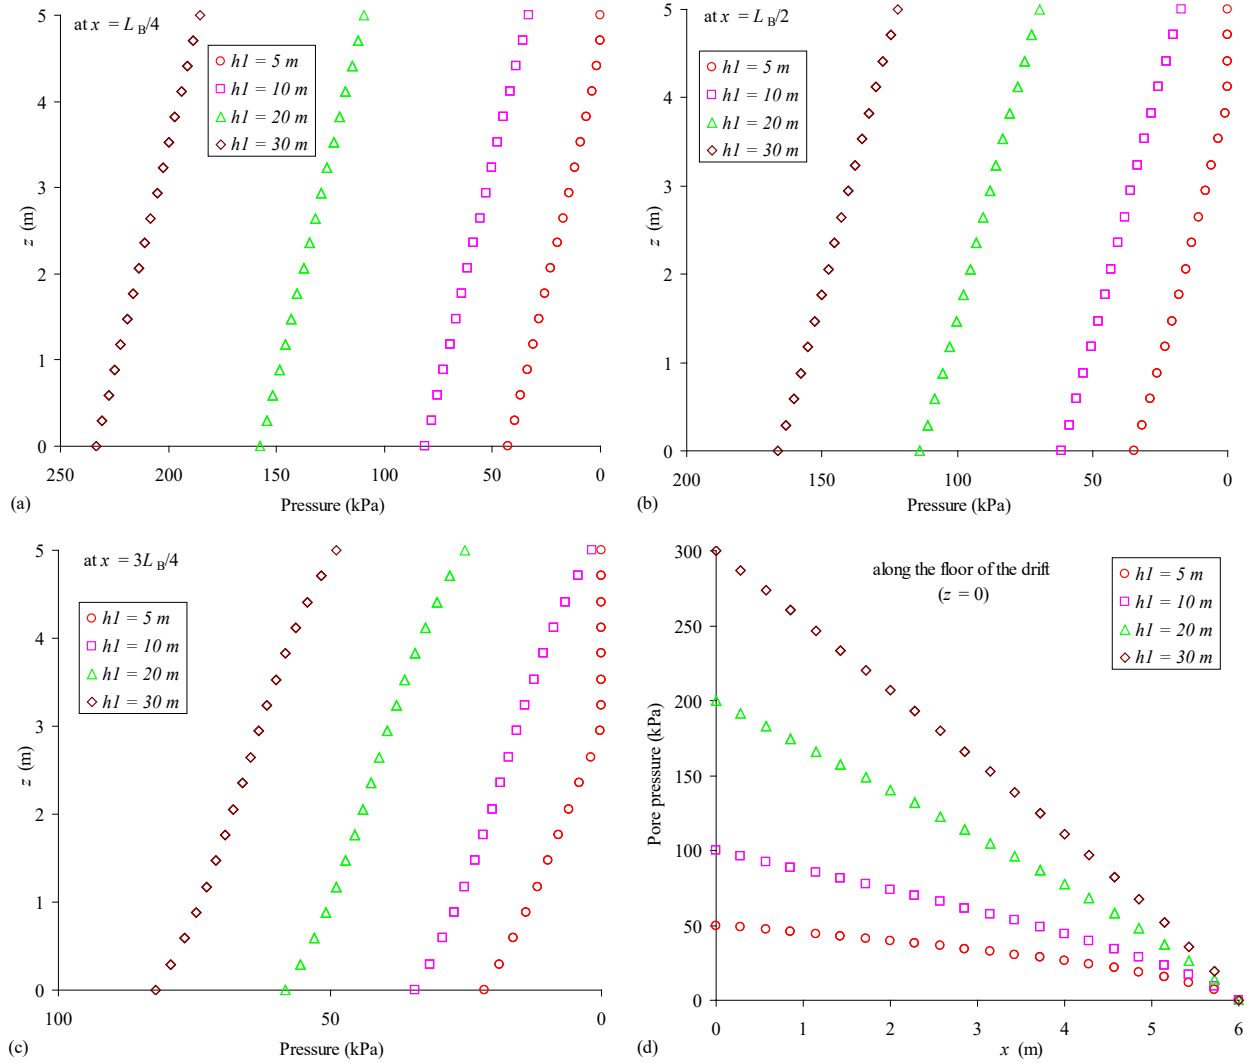 at x = L B/4
h1 = 5 m
h1 = 10 m
h1 = 20 m
h1 = 30 m
z (m)
5
4
3
2
1
0
250 200 150 100 50 0
Pressure (kPa)
(a)
at x = L B/2
h1 = 5 m
h1 = 10 m
h1 = 20 m
h1 = 30 m
z (m)
5
4
3
2
1
0
200 150 100 50 0
Pressure (kPa)
(b)
at x = 3L B/4
h1 = 5 m
h1 = 10 m
h1 = 20 m
h1 = 30 m
z (m)
5
4
3
2
1
0
100 50 0
Pressure (kPa)
(c)
along the floor of the drift
(z = 0)
h1 = 5 m
h1 = 10 m
h1 = 20 m
h1 = 30 m
Pore pressure (kPa)
300
250
200
150
100
50
0
0 1 2 3 4 5 6
x (m)
(d)